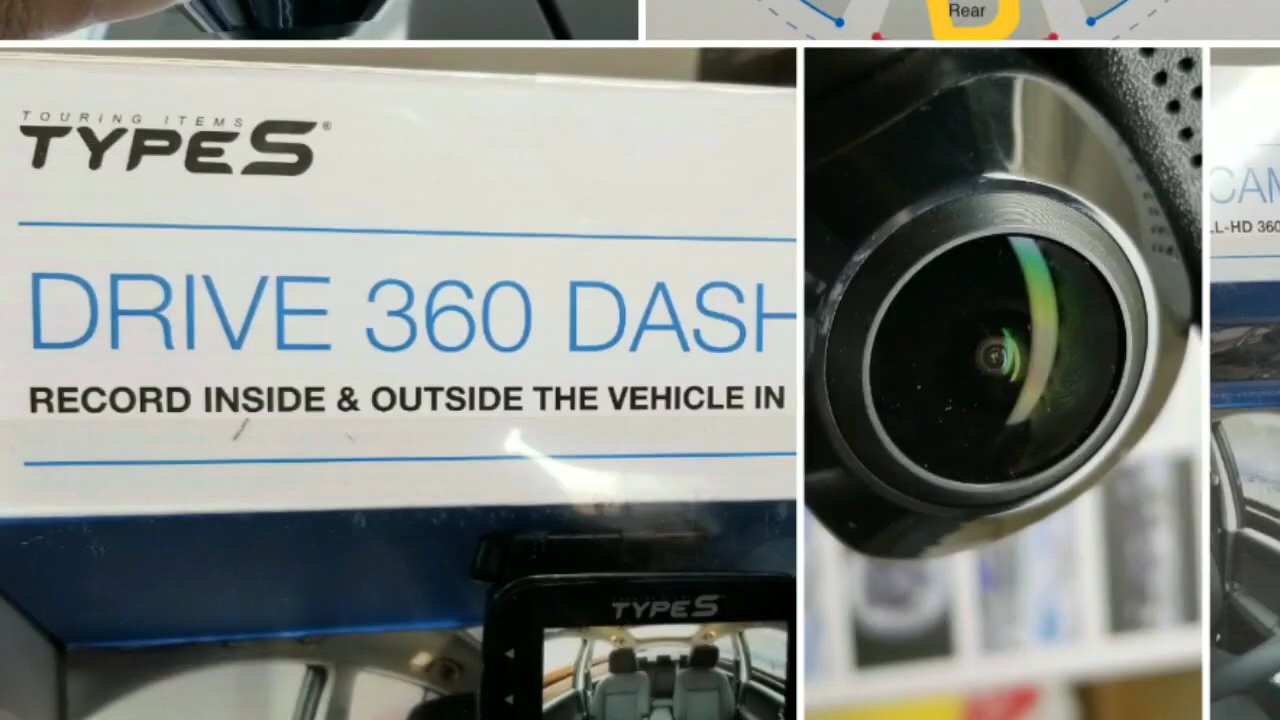 Rear
TOURING ITEMS
TYPES®
DRIVE 360 DASH
RECORD INSIDE & OUTSIDE THE VEHICLE IN
TYPES
CAM
LL-HD 360